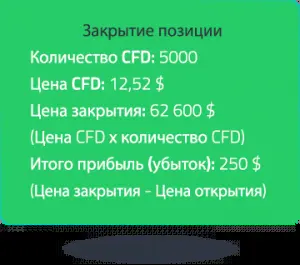 Закрытие позиции
Количество CFD: 5000
Цена CFD: 12,52 $
Цена закрытия: 62 600 $
(Цена CFD x количество CFD)
Итого прибыль (убыток): 250 $
(Цена закрытия - Цена открытия)